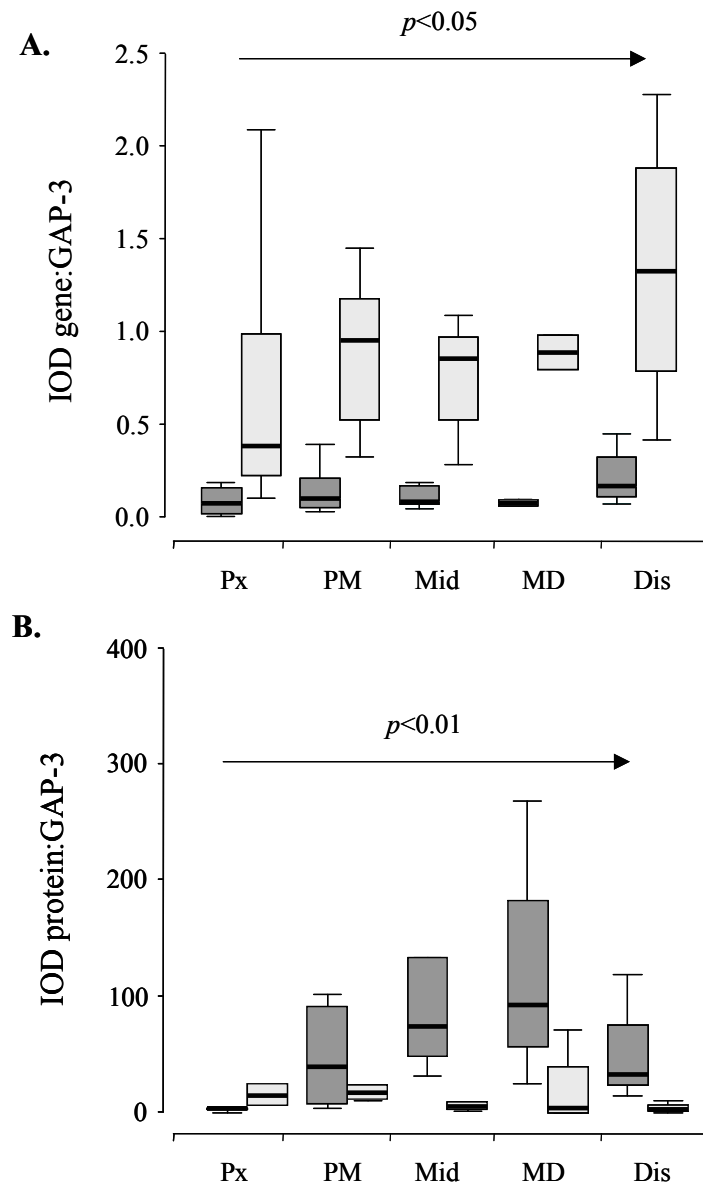 A.
p<0.05
2.5
2.0
1.5
1.0
0.5
0.0
IOD gene:GAP-3
Px PM Mid MD Dis
B.
400
p<0.01
300
200
100
0
IOD protein:GAP-3
Px PM Mid MD Dis